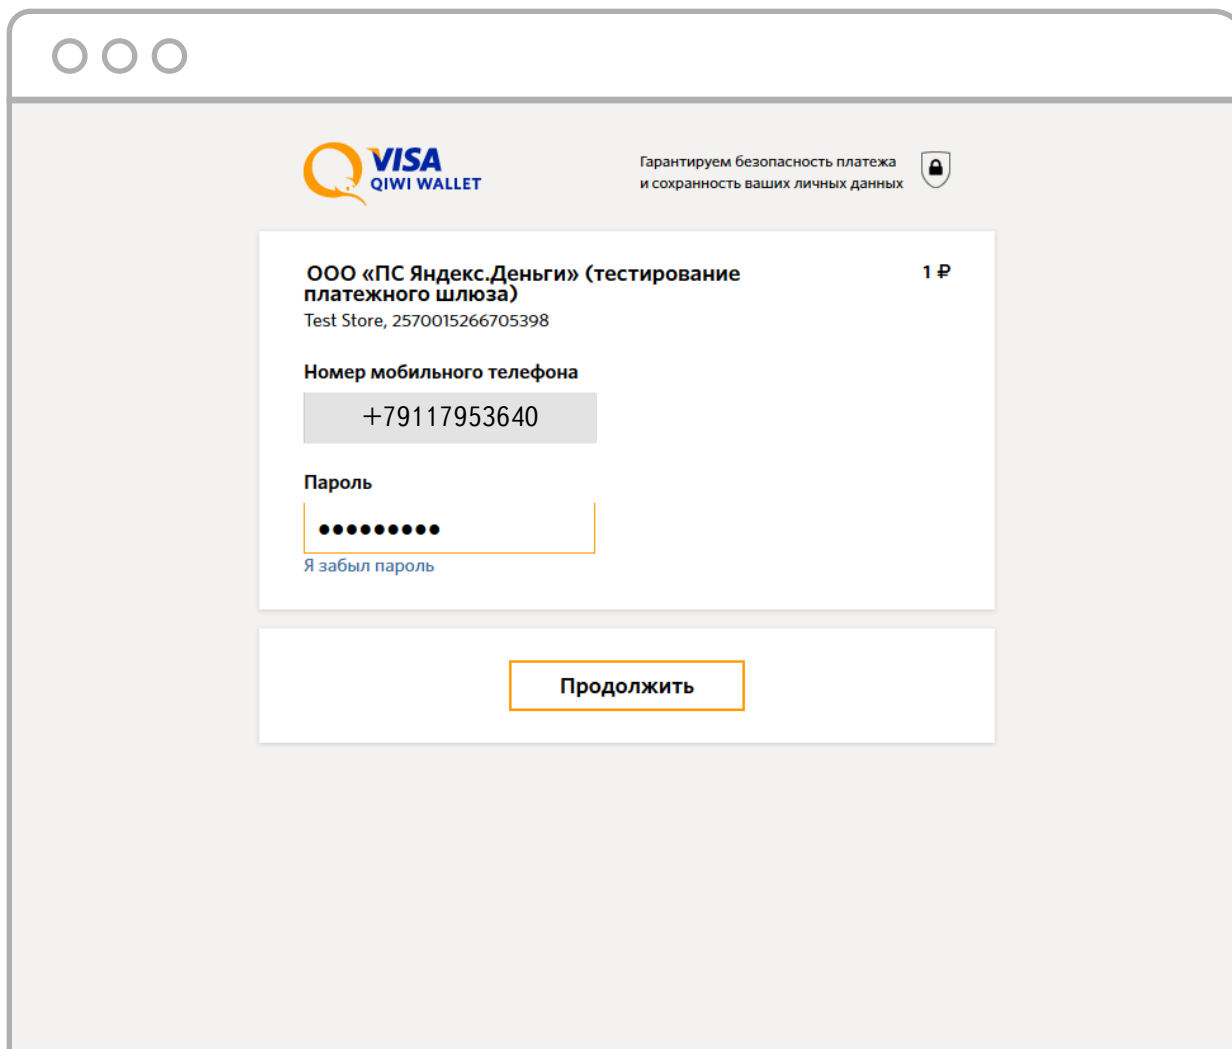 VISA
QIWI WALLET
Гарантируем безопасность платежа
и сохранность ваших личных данных
ООО «ПС Яндекс.Деньги» (тестирование
платежного шлюза)
1 ₽
Test Store, 2570015266705398
Номер мобильного телефона
+79117953640
Пароль
•••••••••
Я забыл пароль
Продолжить